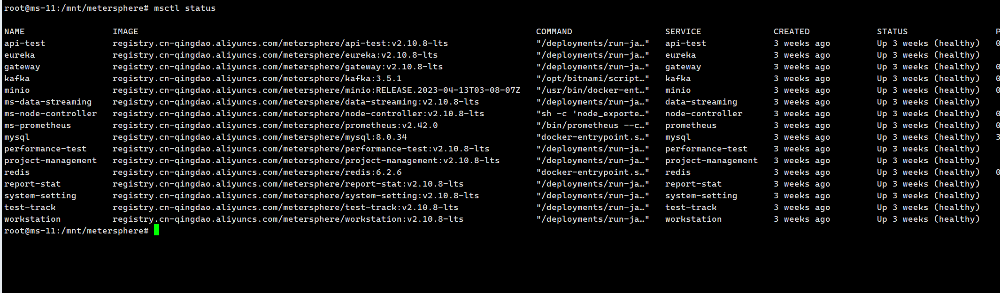 root@ms-11:/mnt/metersphere# msctl status
NAME IMAGE COMMAND SERVICE CREATED STATUS P
api-test registry.cn-qingdao.aliyuncs.com/metersphere/api-test:v2.10.8-lts "/deployments/run-ja…" api-test 3 weeks ago Up 3 weeks (healthy) 0
eureka registry.cn-qingdao.aliyuncs.com/metersphere/eureka:v2.10.8-lts "/deployments/run-ja…" eureka 3 weeks ago Up 3 weeks (healthy)
gateway registry.cn-qingdao.aliyuncs.com/metersphere/gateway:v2.10.8-lts "/deployments/run-ja…" gateway 3 weeks ago Up 3 weeks (healthy) 0
kafka registry.cn-qingdao.aliyuncs.com/metersphere/kafka:3.5.1 "/opt/bitnami/script…" kafka 3 weeks ago Up 3 weeks (healthy) 0
minio registry.cn-qingdao.aliyuncs.com/metersphere/minio:RELEASE.2023-04-13T03-08-07Z "/usr/bin/docker-ent…" minio 3 weeks ago Up 3 weeks (healthy) 0
ms-data-streaming registry.cn-qingdao.aliyuncs.com/metersphere/data-streaming:v2.10.8-lts "/deployments/run-ja…" data-streaming 3 weeks ago Up 3 weeks (healthy)
ms-node-controller registry.cn-qingdao.aliyuncs.com/metersphere/node-controller:v2.10.8-lts "sh -c 'node_exporte…" node-controller 3 weeks ago Up 3 weeks (healthy) 0
ms-prometheus registry.cn-qingdao.aliyuncs.com/metersphere/prometheus:v2.42.0 "/bin/prometheus --c…" prometheus 3 weeks ago Up 3 weeks (healthy) 0
mysql registry.cn-qingdao.aliyuncs.com/metersphere/mysql:8.0.34 "docker-entrypoint.s…" mysql 3 weeks ago Up 3 weeks (healthy) 3
performance-test registry.cn-qingdao.aliyuncs.com/metersphere/performance-test:v2.10.8-lts "/deployments/run-ja…" performance-test 3 weeks ago Up 3 weeks (healthy)
project-management registry.cn-qingdao.aliyuncs.com/metersphere/project-management:v2.10.8-lts "/deployments/run-ja…" project-management 3 weeks ago Up 3 weeks (healthy)
redis registry.cn-qingdao.aliyuncs.com/metersphere/redis:6.2.6 "docker-entrypoint.s…" redis 3 weeks ago Up 3 weeks (healthy) 0
report-stat registry.cn-qingdao.aliyuncs.com/metersphere/report-stat:v2.10.8-lts "/deployments/run-ja…" report-stat 3 weeks ago Up 3 weeks (healthy)
system-setting registry.cn-qingdao.aliyuncs.com/metersphere/system-setting:v2.10.8-lts "/deployments/run-ja…" system-setting 3 weeks ago Up 3 weeks (healthy)
test-track registry.cn-qingdao.aliyuncs.com/metersphere/test-track:v2.10.8-lts "/deployments/run-ja…" test-track 3 weeks ago Up 3 weeks (healthy)
workstation registry.cn-qingdao.aliyuncs.com/metersphere/workstation:v2.10.8-lts "/deployments/run-ja…" workstation 3 weeks ago Up 3 weeks (healthy)
root@ms-11:/mnt/metersphere#